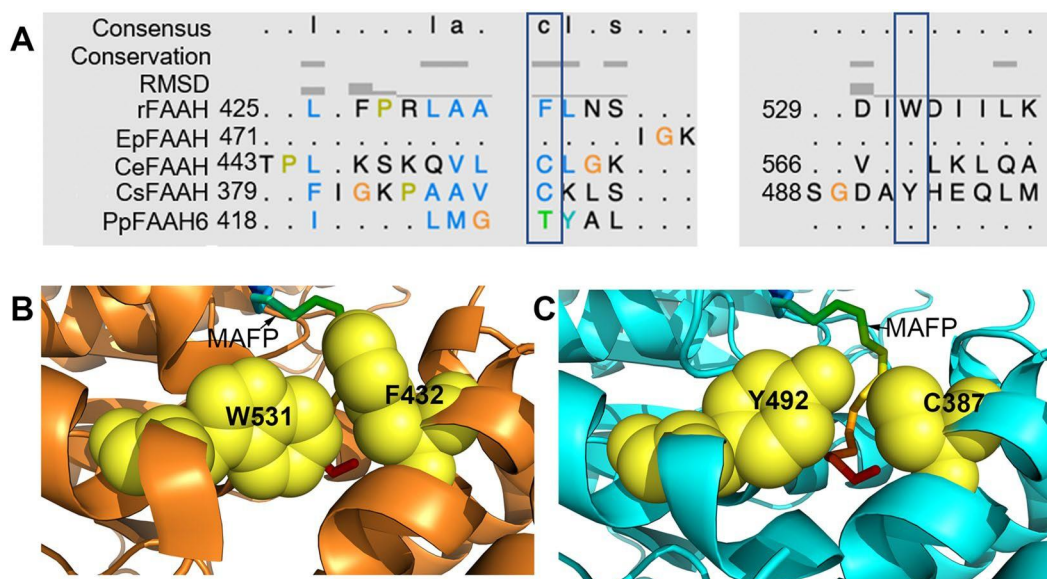 A
Consensus . . l . . . . l a . c l . s . . . . . . . . . . . . .
Conservation
RMSD
rFAAH 425 . . L . F P R L A A F L N S . . . 529 . . D I W D I I L K
EpFAAH 471 . . . . . . . . . . . . . . I G K . . . . . . . . . .
CeFAAH 443 T P L . K S K Q V L C L G K . . . 566 . . V . . L K L Q A
CsFAAH 379 . . F I G K P A A V C K L S . . . 488 S G D A Y H E Q L M
PpFAAH6 418 . . I . . . . L M G T Y A L . . . . . . . . . . . . .
B
MAFP
W531
F432
C
MAFP
Y492
C387